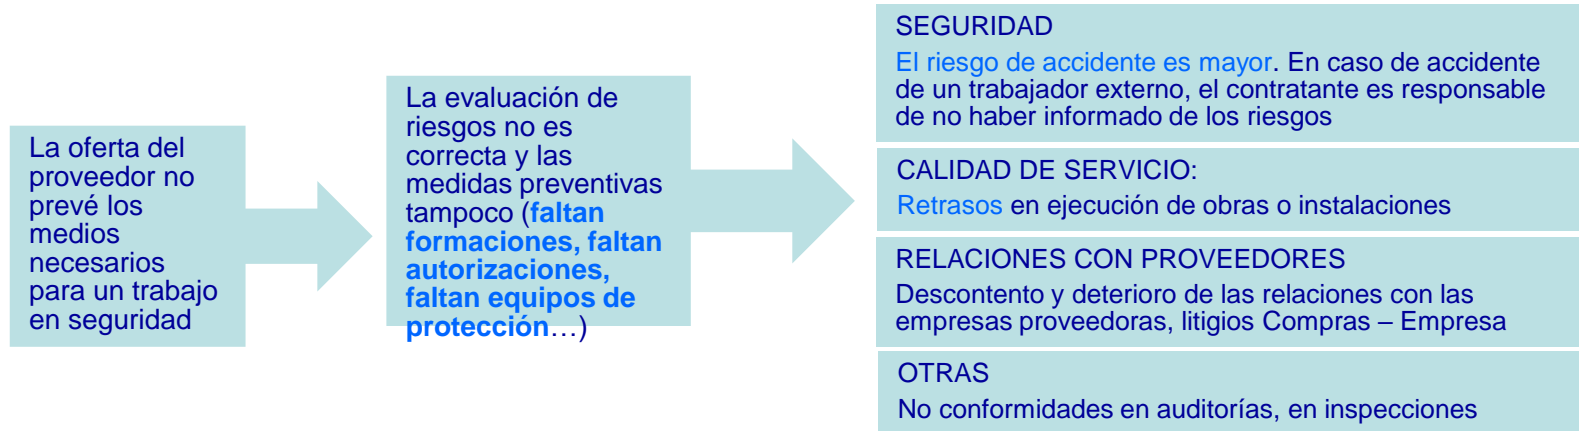 La oferta del
proveedor no
prevé los
medios
necesarios
para un trabajo
en seguridad
La evaluación de
riesgos no es
correcta y las
medidas preventivas
tampoco (faltan
formaciones, faltan
autorizaciones,
faltan equipos de
protección…)
SEGURIDAD
El riesgo de accidente es mayor. En caso de accidente
de un trabajador externo, el contratante es responsable
de no haber informado de los riesgos
CALIDAD DE SERVICIO:
Retrasos en ejecución de obras o instalaciones
RELACIONES CON PROVEEDORES
Descontento y deterioro de las relaciones con las
empresas proveedoras, litigios Compras – Empresa
OTRAS
No conformidades en auditorías, en inspecciones